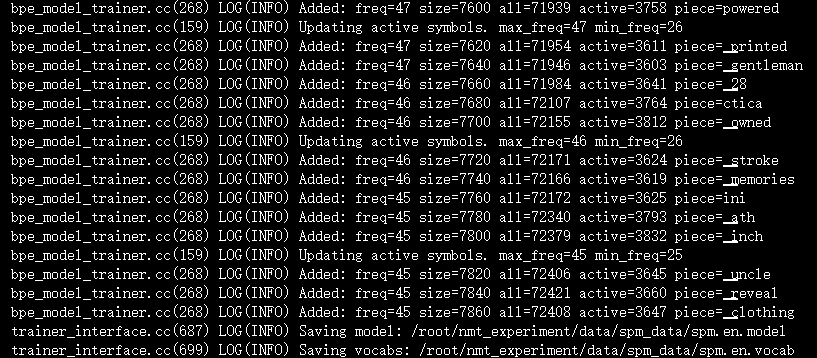 bpe_model_trainer.cc(268) LOG(INFO) Added: freq=47 size=7600 all=71939 active=3758 piece=powered
bpe_model_trainer.cc(159) LOG(INFO) Updating active symbols. max_freq=47 min_freq=26
bpe_model_trainer.cc(268) LOG(INFO) Added: freq=47 size=7620 all=71954 active=3611 piece=▁printed
bpe_model_trainer.cc(268) LOG(INFO) Added: freq=47 size=7640 all=71946 active=3603 piece=▁gentleman
bpe_model_trainer.cc(268) LOG(INFO) Added: freq=46 size=7660 all=71984 active=3641 piece=▁28
bpe_model_trainer.cc(268) LOG(INFO) Added: freq=46 size=7680 all=72107 active=3764 piece=ctica
bpe_model_trainer.cc(268) LOG(INFO) Added: freq=46 size=7700 all=72155 active=3812 piece=▁owned
bpe_model_trainer.cc(159) LOG(INFO) Updating active symbols. max_freq=46 min_freq=26
bpe_model_trainer.cc(268) LOG(INFO) Added: freq=46 size=7720 all=72171 active=3624 piece=▁stroke
bpe_model_trainer.cc(268) LOG(INFO) Added: freq=46 size=7740 all=72166 active=3619 piece=▁memories
bpe_model_trainer.cc(268) LOG(INFO) Added: freq=45 size=7760 all=72172 active=3625 piece=ini
bpe_model_trainer.cc(268) LOG(INFO) Added: freq=45 size=7780 all=72340 active=3793 piece=▁ath
bpe_model_trainer.cc(268) LOG(INFO) Added: freq=45 size=7800 all=72379 active=3832 piece=▁inch
bpe_model_trainer.cc(159) LOG(INFO) Updating active symbols. max_freq=45 min_freq=25
bpe_model_trainer.cc(268) LOG(INFO) Added: freq=45 size=7820 all=72406 active=3645 piece=▁uncle
bpe_model_trainer.cc(268) LOG(INFO) Added: freq=45 size=7840 all=72421 active=3660 piece=▁reveal
bpe_model_trainer.cc(268) LOG(INFO) Added: freq=45 size=7860 all=72408 active=3647 piece=▁clothing
trainer_interface.cc(687) LOG(INFO) Saving model: /root/nmt_experiment/data/spm_data/spm.en.model
trainer_interface.cc(699) LOG(INFO) Saving vocabs: /root/nmt_experiment/data/spm_data/spm.en.vocab